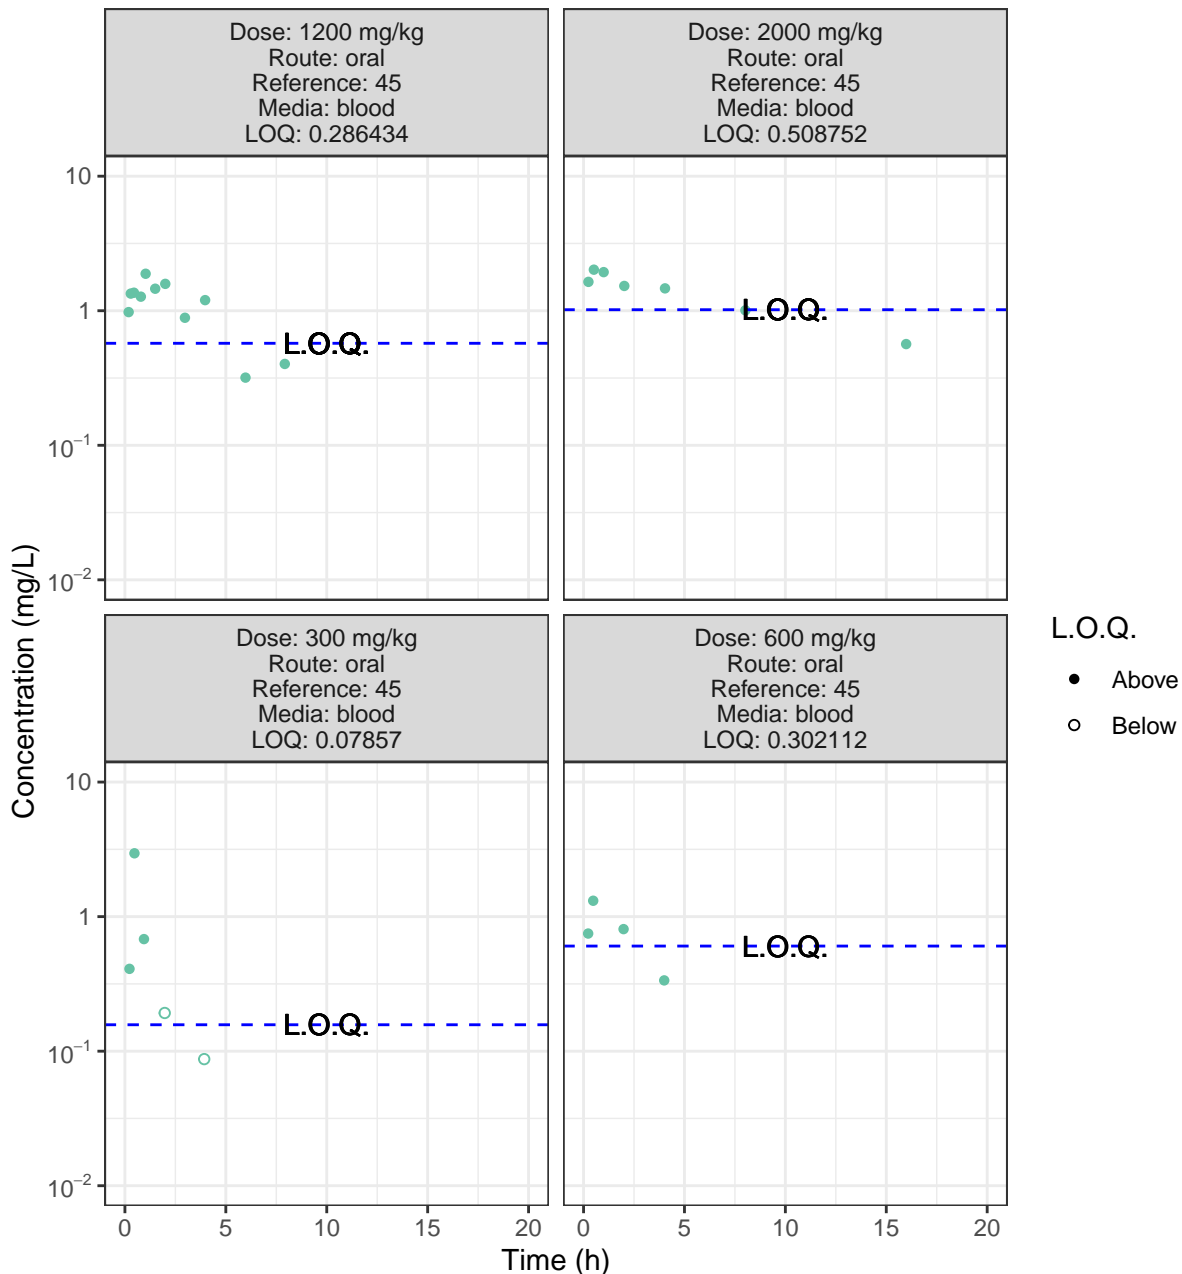 Dose: 1200 mg/kg
Route: oral
Reference: 45
Media: blood
LOQ: 0.286434
Dose: 2000 mg/kg
Route: oral
Reference: 45
Media: blood
LOQ: 0.508752
10
1
10⁻¹
10⁻²
L.O.Q.
L.O.Q.
Concentration (mg/L)
Dose: 300 mg/kg
Route: oral
Reference: 45
Media: blood
LOQ: 0.07857
Dose: 600 mg/kg
Route: oral
Reference: 45
Media: blood
LOQ: 0.302112
10
1
10⁻¹
10⁻²
L.O.Q.
L.O.Q.
0 5 10 15 20
0 5 10 15 20
Time (h)
L.O.Q.
Above
Below